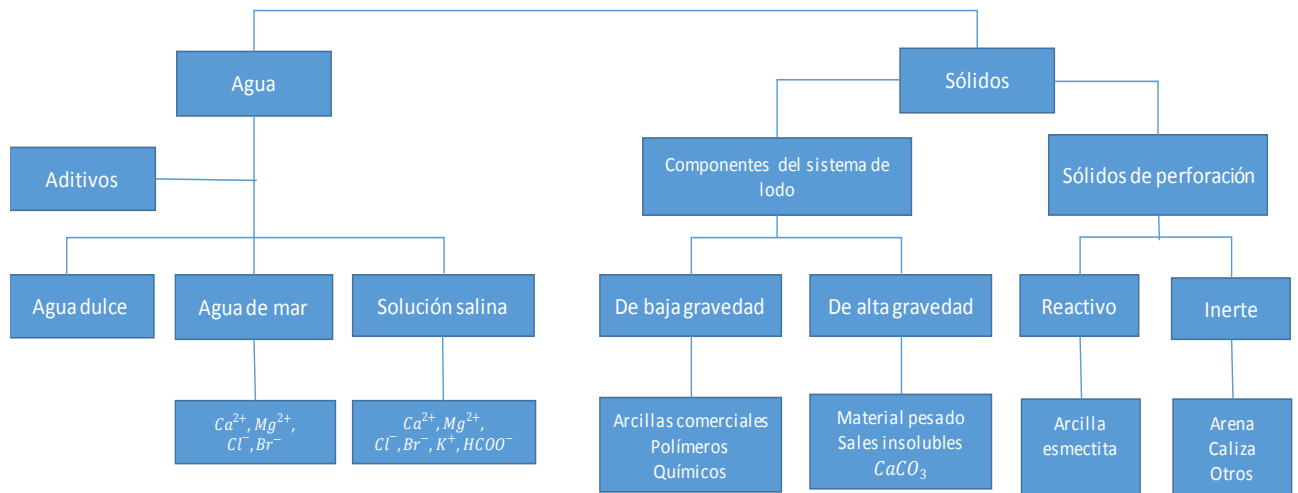 Agua
Sólidos
Aditivos
Componentes del sistema de
lodo
Sólidos de perforación
Agua dulce
Agua de mar
Solución salina
De baja gravedad
De alta gravedad
Reactivo
Inerte
Ca²⁺, Mg²⁺,
Cl⁻, Br⁻
Ca²⁺, Mg²⁺,
Cl⁻, Br⁻, K⁺, HCOO⁻
Arcillas comerciales
Polímeros
Químicos
Material pesado
Sales insolubles
CaCO₃
Arcilla
esmectita
Arena
Caliza
Otros